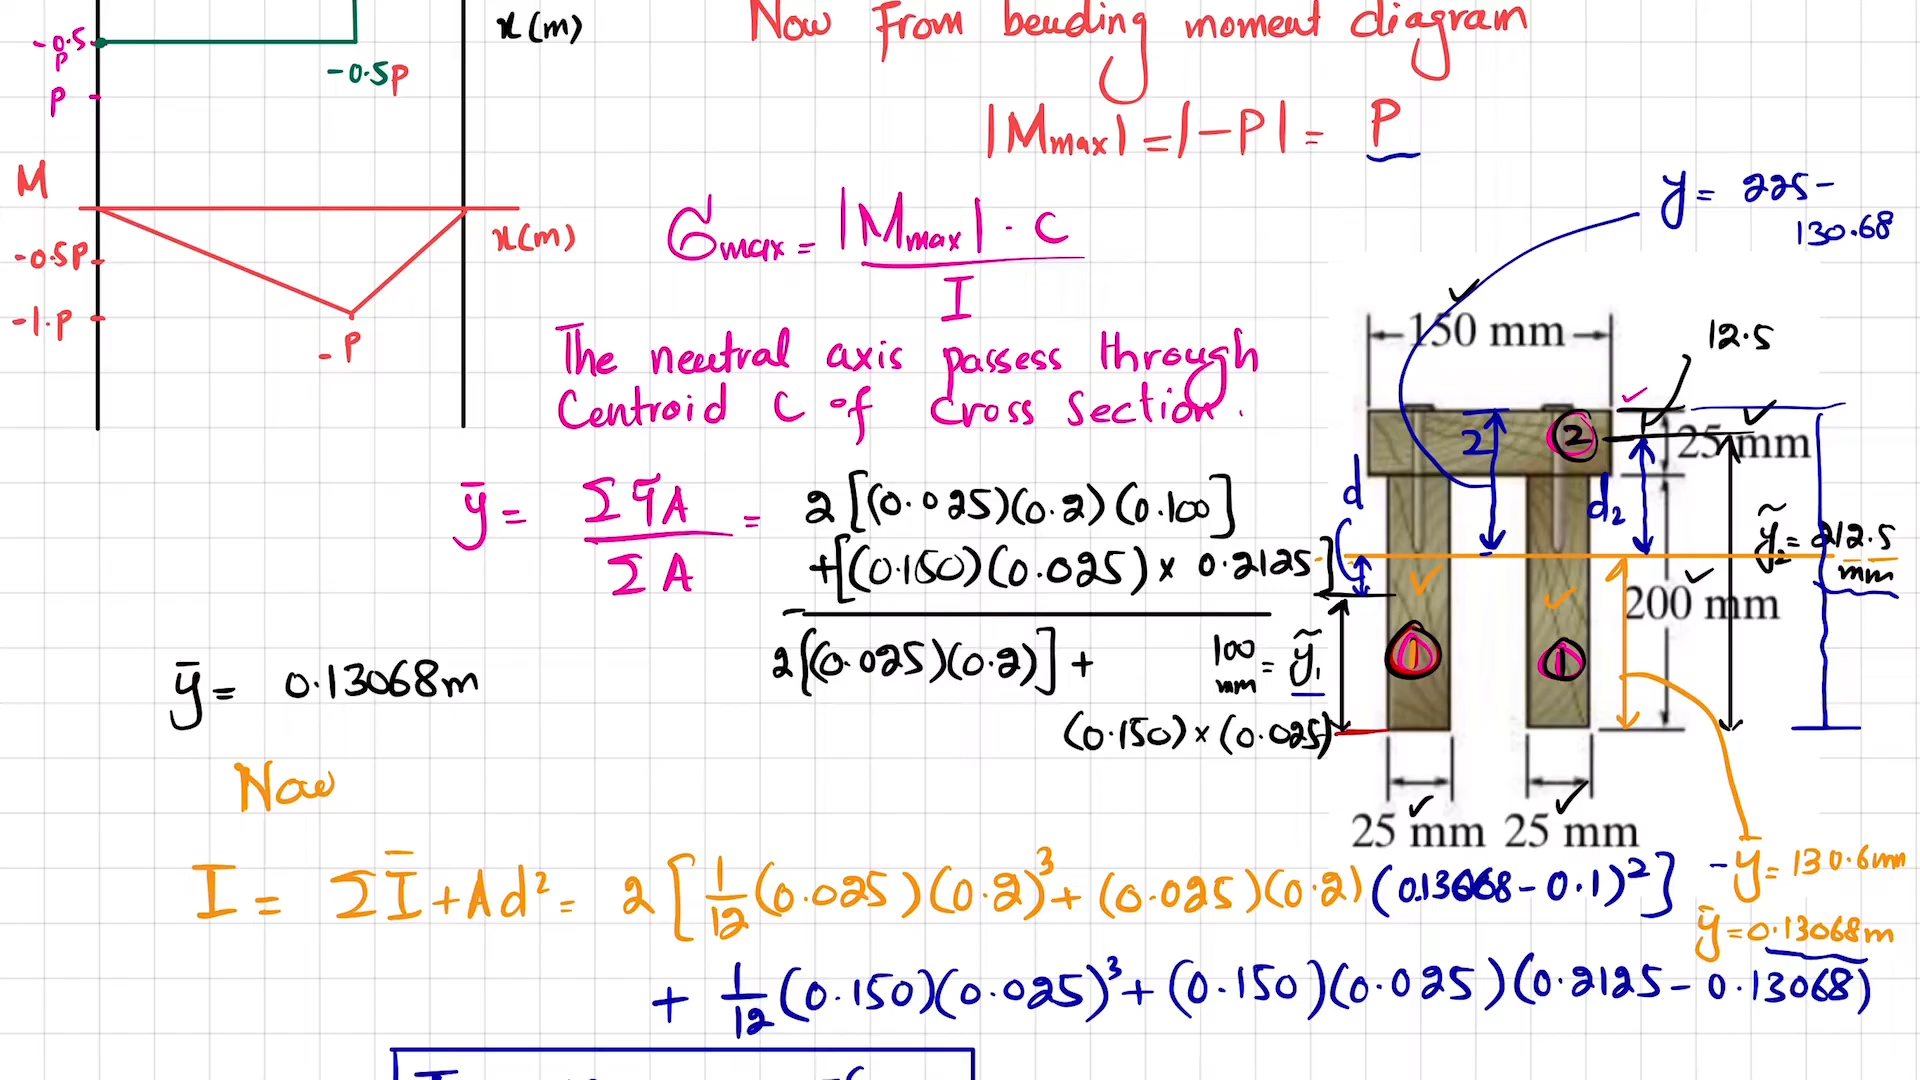 -0.5
P
x(m)
-0.5P
P
Now From bending moment diagram
|Mmax| = |-P| = P
M
x(m)
-0.5P
-1.P
-P
σmax = |Mmax| · c
I
The neutral axis passess through
Centroid C of Cross Section.
y = 225 -
130.68
150 mm
12.5
2
2
25 mm
d
d2
ỹ2 = 212.5
mm
200 mm
1
1
ȳ = ΣỹA = 2[(0.025)(0.2)(0.100]
+[(0.150)(0.025) × 0.2125]
ΣA
2[(0.025)(0.2)] +
(0.150) × (0.025)
100
mm = ỹ1
ȳ = 0.13068m
25 mm 25 mm
Now
ȳ = 130.6mm
ȳ = 0.13068m
I = ΣĪ + Ad² = 2[1/12 (0.025)(0.2)³ + (0.025)(0.2)(0.13068 - 0.1)²]
+ 1/12 (0.150)(0.025)³ + (0.150)(0.025)(0.2125 - 0.13068)